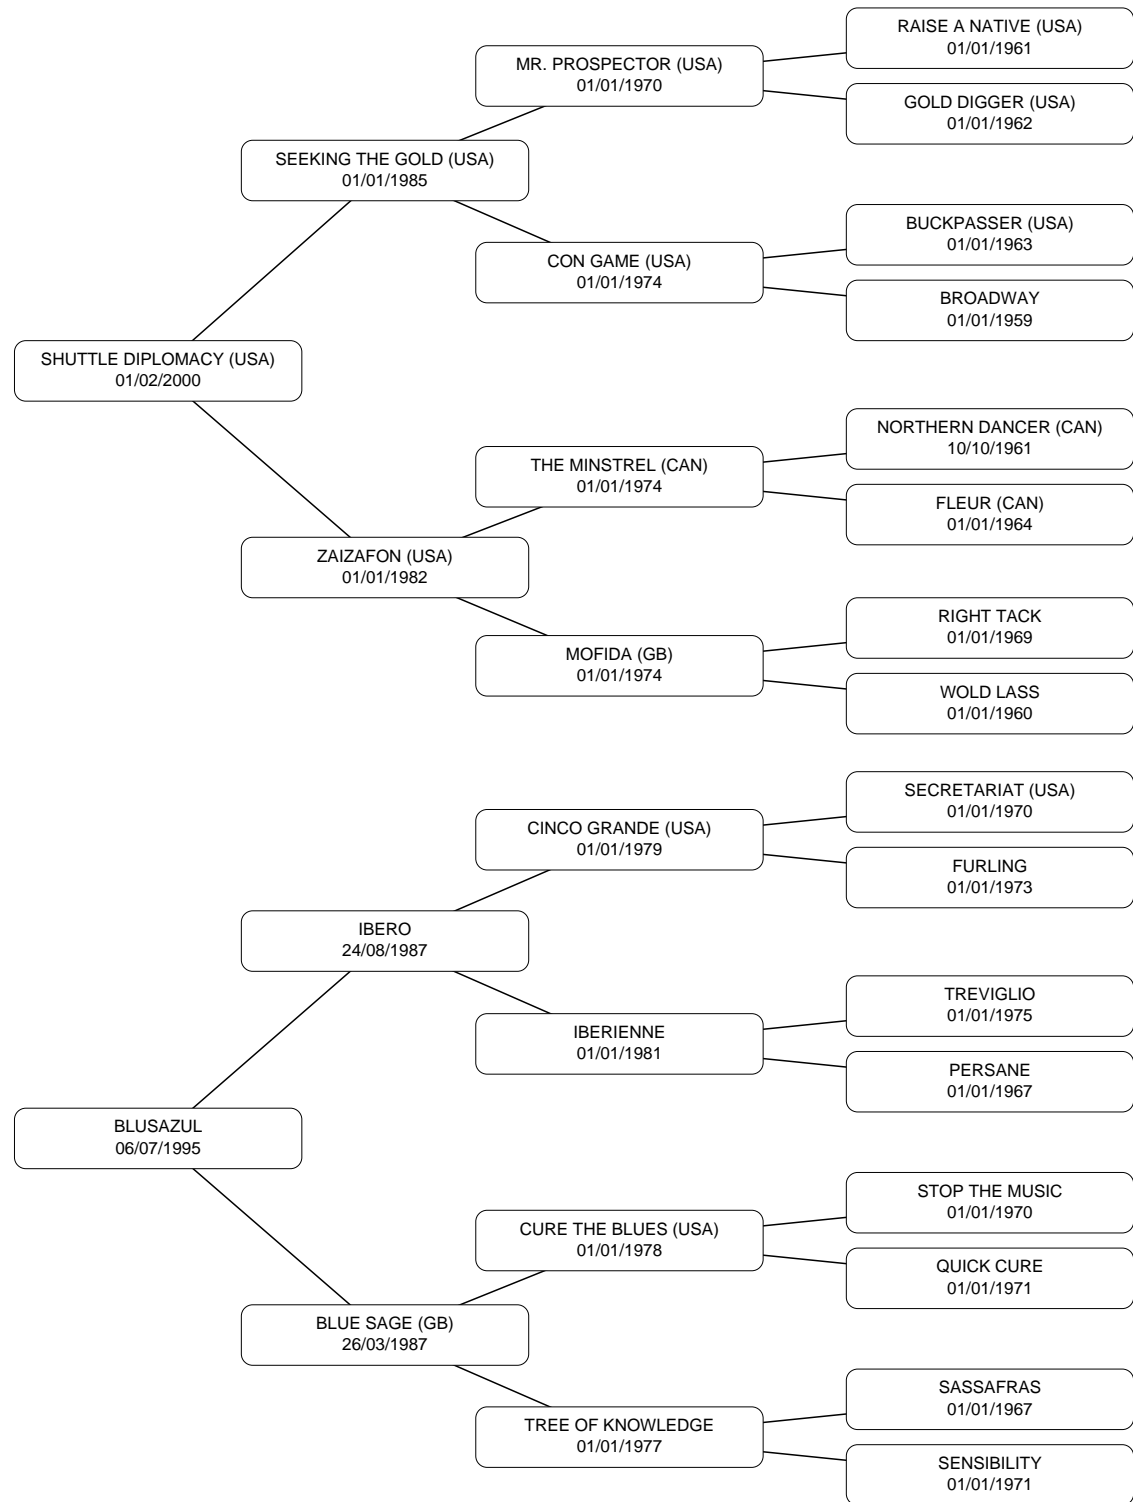 RAISE A NATIVE (USA)
01/01/1961
MR. PROSPECTOR (USA)
01/01/1970
GOLD DIGGER (USA)
01/01/1962
SEEKING THE GOLD (USA)
01/01/1985
BUCKPASSER (USA)
01/01/1963
CON GAME (USA)
01/01/1974
BROADWAY
01/01/1959
SHUTTLE DIPLOMACY (USA)
01/02/2000
NORTHERN DANCER (CAN)
10/10/1961
THE MINSTREL (CAN)
01/01/1974
FLEUR (CAN)
01/01/1964
ZAIZAFON (USA)
01/01/1982
RIGHT TACK
01/01/1969
MOFIDA (GB)
01/01/1974
WOLD LASS
01/01/1960
SECRETARIAT (USA)
01/01/1970
CINCO GRANDE (USA)
01/01/1979
FURLING
01/01/1973
IBERO
24/08/1987
TREVIGLIO
01/01/1975
IBERIENNE
01/01/1981
PERSANE
01/01/1967
BLUSAZUL
06/07/1995
STOP THE MUSIC
01/01/1970
CURE THE BLUES (USA)
01/01/1978
QUICK CURE
01/01/1971
BLUE SAGE (GB)
26/03/1987
SASSAFRAS
01/01/1967
TREE OF KNOWLEDGE
01/01/1977
SENSIBILITY
01/01/1971